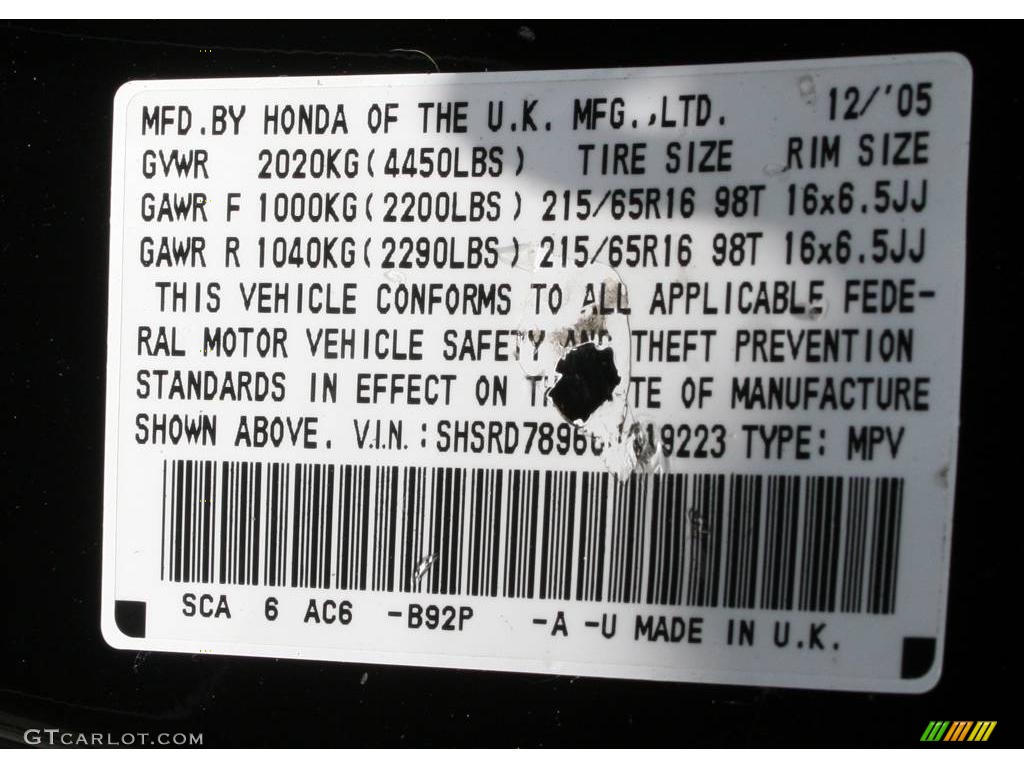 MFD.BY HONDA OF THE U.K. MFG.,LTD. 12/'05
GVWR 2020KG(4450LBS) TIRE SIZE RIM SIZE
GAWR F 1000KG(2200LBS) 215/65R16 98T 16x6.5JJ
GAWR R 1040KG(2290LBS) 215/65R16 98T 16x6.5JJ
THIS VEHICLE CONFORMS TO ALL APPLICABLE FEDE-
RAL MOTOR VEHICLE SAFETY AND THEFT PREVENTION
STANDARDS IN EFFECT ON OF MANUFACTURE
SHOWN ABOVE. V.I.N.: TYPE: MPV
SCA 6 AC6 -B92P -A -U MADE IN U.K.
GTCARLOT.COM